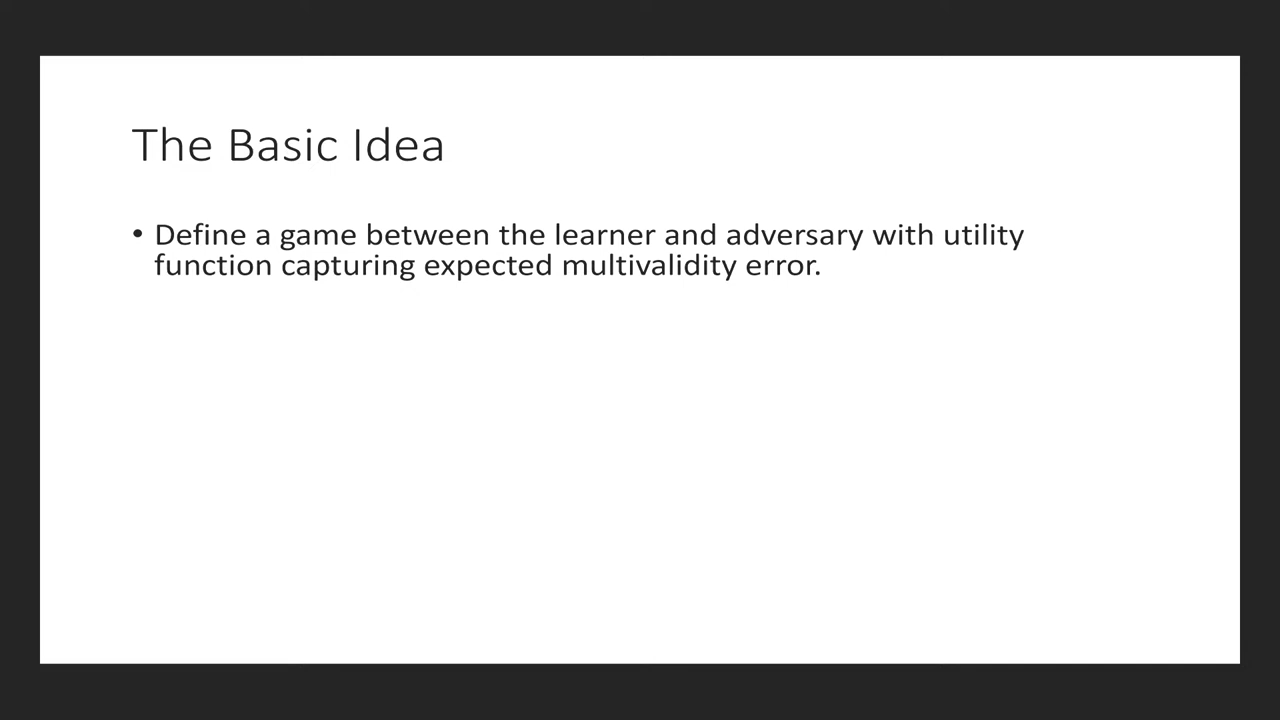 The Basic Idea
• Define a game between the learner and adversary with utility
function capturing expected multivalidity error.